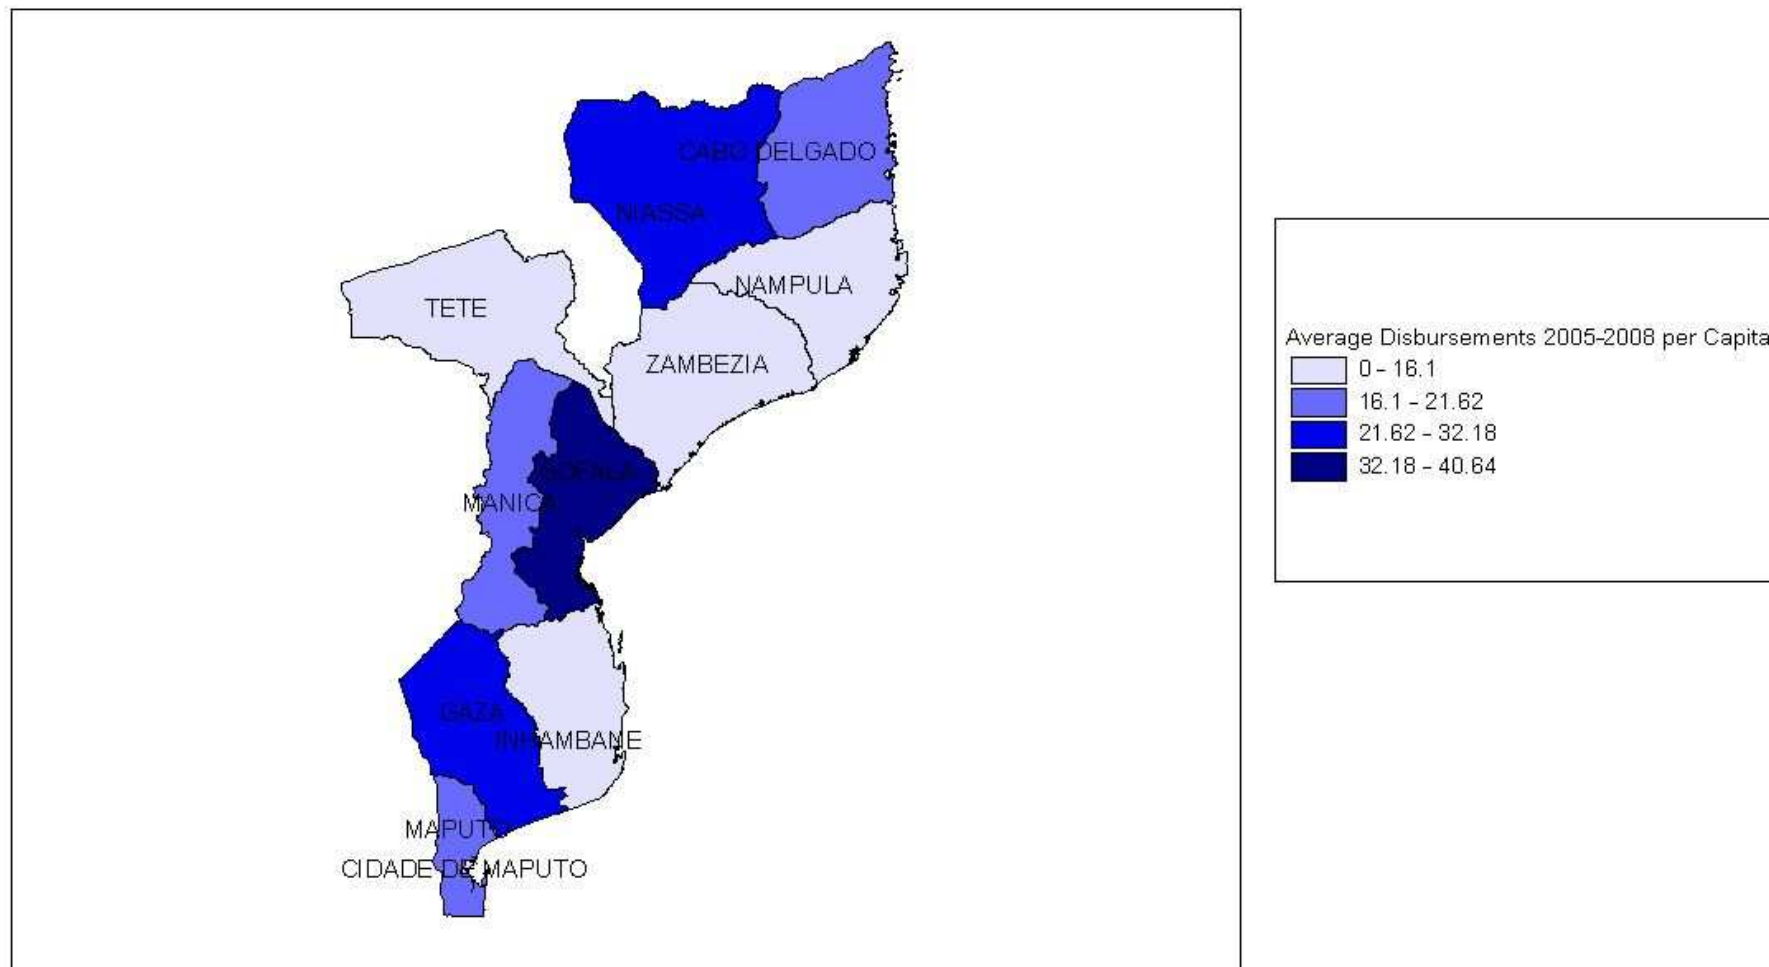 CABO DELGADO
NIASSA
NAMPULA
TETE
ZAMBEZIA
SOFALA
MANICA
GAZA
INHAMBANE
MAPUTO
CIDADE DE MAPUTO
Average Disbursements 2005-2008 per Capita
0 - 16.1
16.1 - 21.62
21.62 - 32.18
32.18 - 40.64